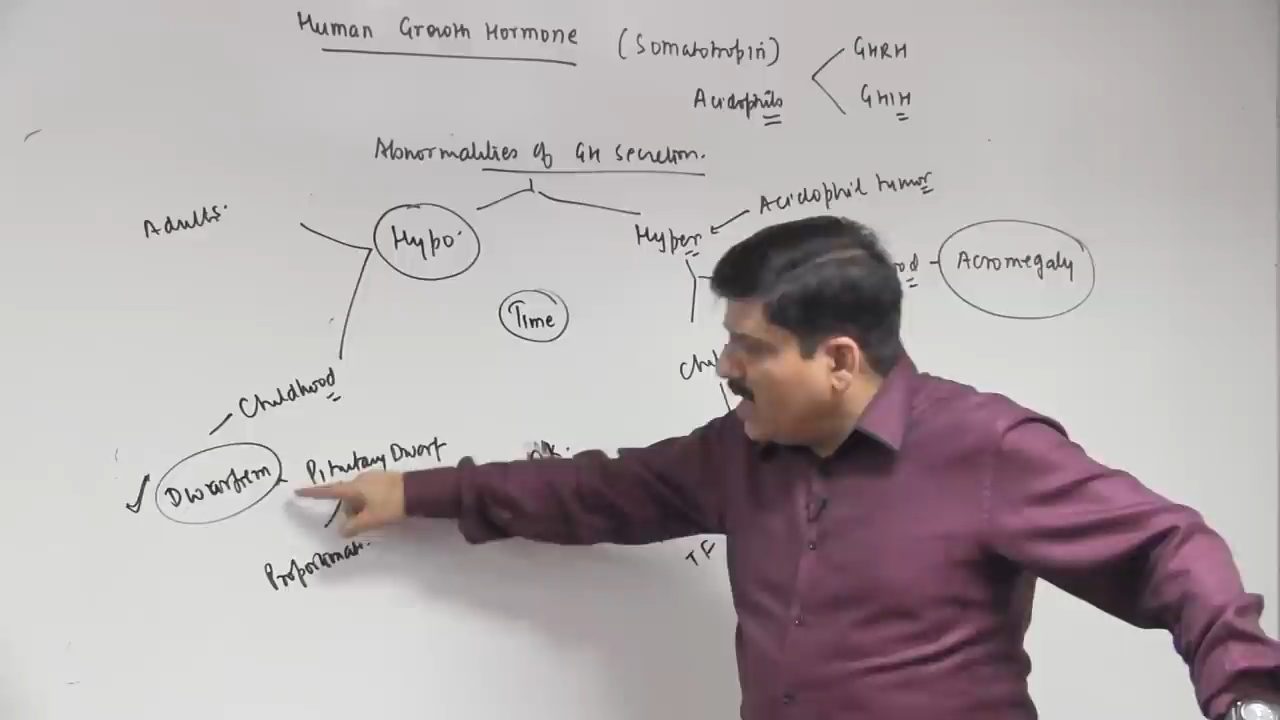 Human Growth Hormone (Somatotropin)
GHRH
Acidophils
GHIH
Abnormalities of GH Secretion.
Acidophil tumor
Adults.
Hypo.
Hyper
Acromegaly
Time
Childhood
Dwarfism
Pituitary Dwarf
Proportionate.